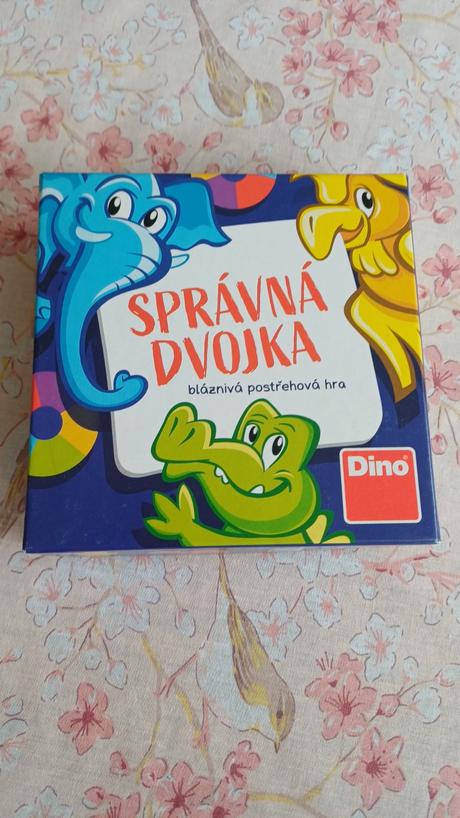 SPRÁVNÁ
DVOJKA
bláznivá postřehová hra
Dino®